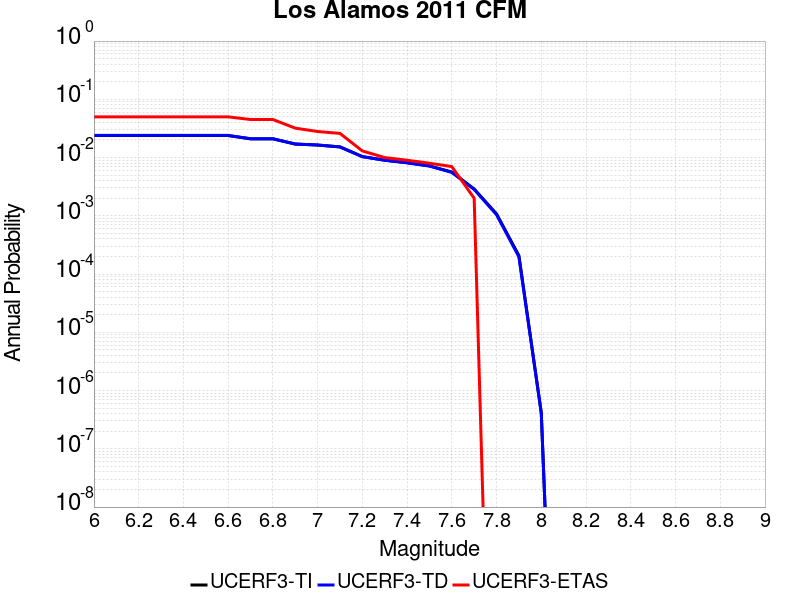 Los Alamos 2011 CFM
10^0
10^-1
10^-2
10^-3
10^-4
10^-5
10^-6
10^-7
10^-8
Annual Probability
6 6.2 6.4 6.6 6.8 7 7.2 7.4 7.6 7.8 8 8.2 8.4 8.6 8.8 9
Magnitude
UCERF3-TI UCERF3-TD UCERF3-ETAS